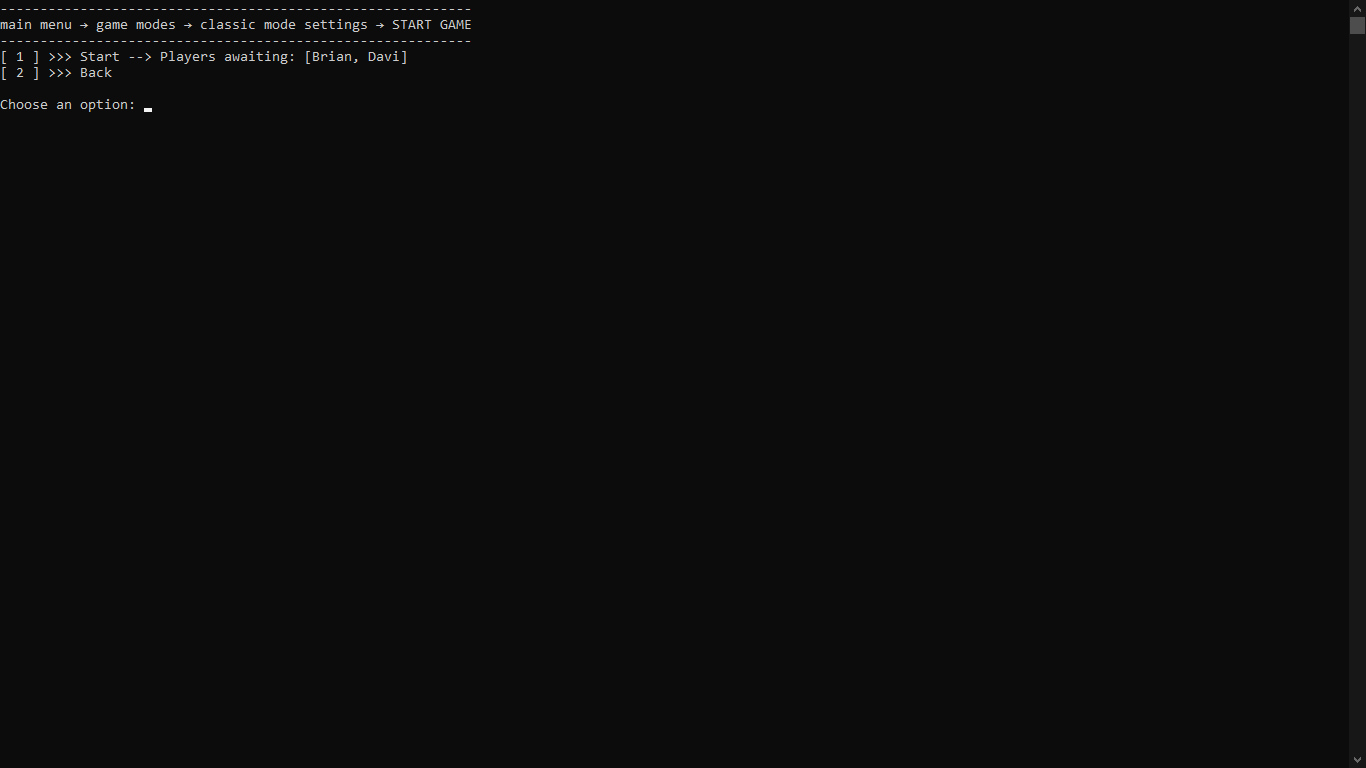 -----------------------------------------------------------
main menu → game modes → classic mode settings → START GAME
-----------------------------------------------------------
[ 1 ] >>> Start --> Players awaiting: [Brian, Davi]
[ 2 ] >>> Back
Choose an option: